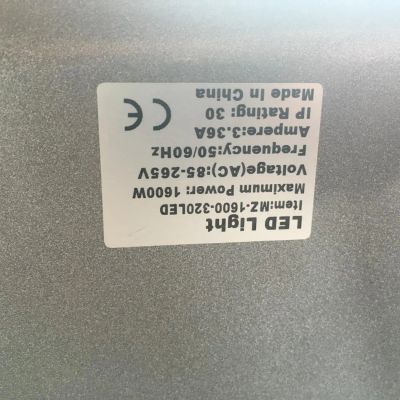 LED Light
Item:MZ-1600-320LED
Maximum Power: 1600W
Voltage(AC):85-265V
Frequency:50/60Hz
Ampere:3.36A
IP Rating: 30
Made In China
CE